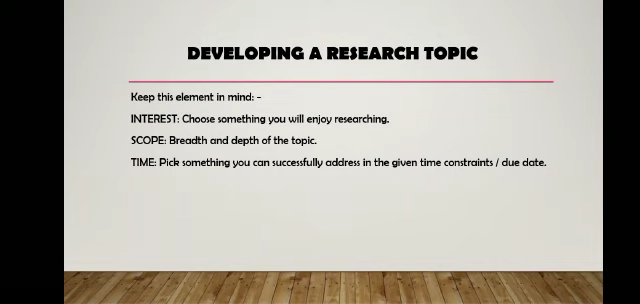 DEVELOPING A RESEARCH TOPIC
Keep this element in mind: -
INTEREST: Choose something you will enjoy researching.
SCOPE: Breadth and depth of the topic.
TIME: Pick something you can successfully address in the given time constraints / due date.